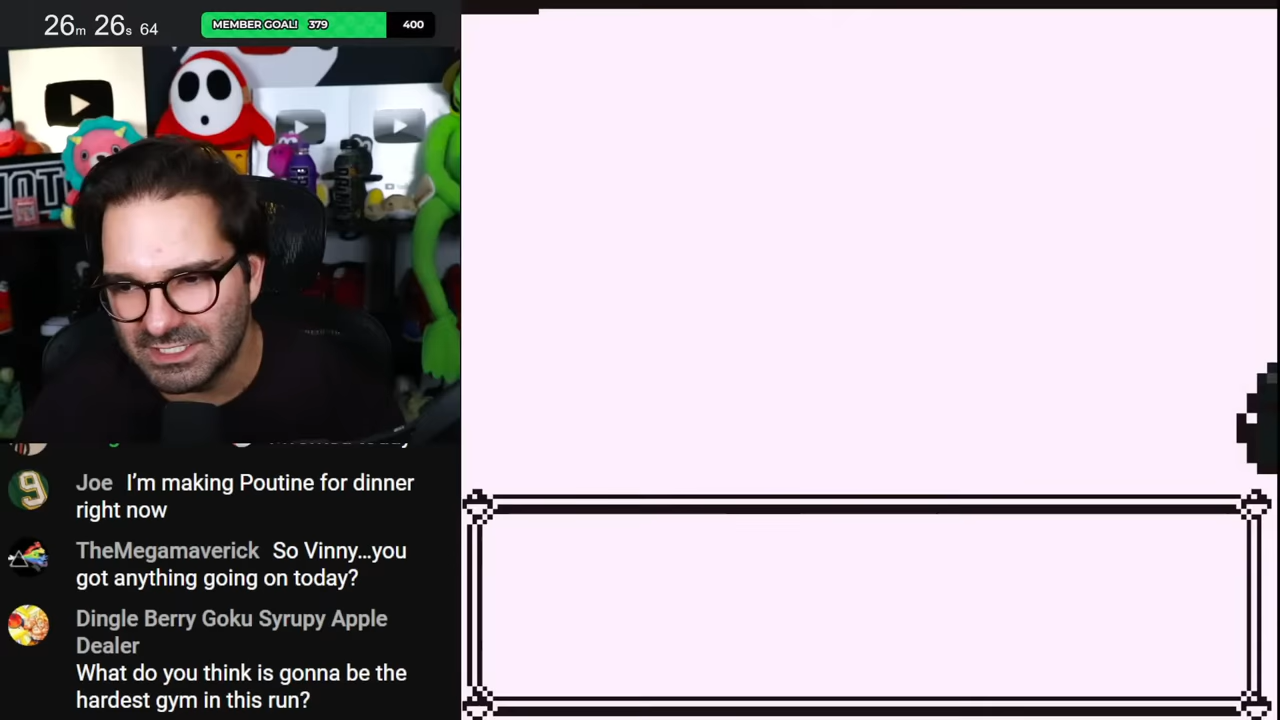 26m 26s 64
MEMBER GOAL! 379
400
Joe I'm making Poutine for dinner
right now
TheMegamaverick So Vinny...you
got anything going on today?
Dingle Berry Goku Syrupy Apple
Dealer
What do you think is gonna be the
hardest gym in this run?